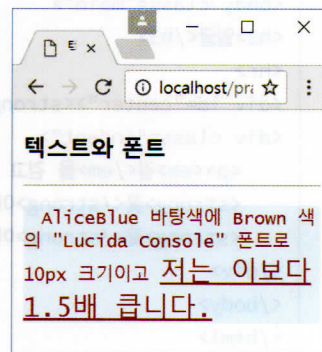 localhost/pra
텍스트와 폰트
AliceBlue 바탕색에 Brown 색
의 "Lucida Console" 폰트로
10px 크기이고 저는 이보다
1.5배 큽니다.